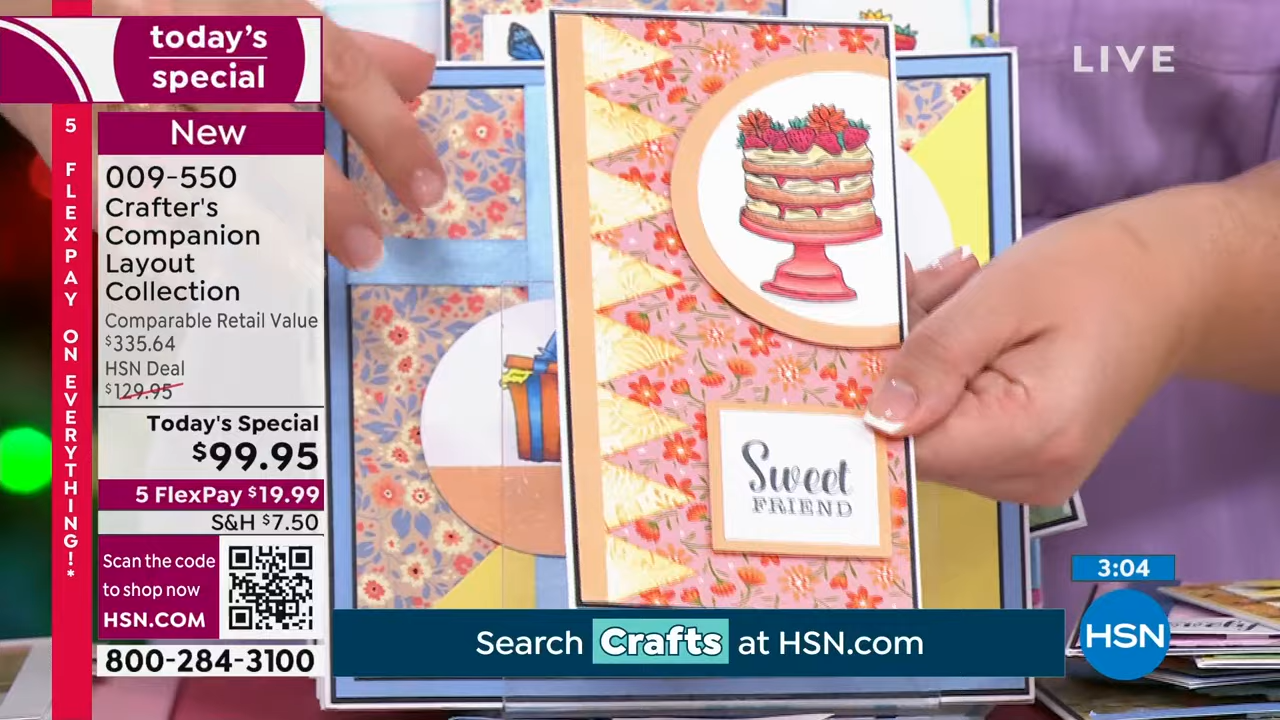 today's
special
LIVE
5 FLEXPAY ON EVERYTHING!*
New
009-550
Crafter's
Companion
Layout
Collection
Comparable Retail Value
$335.64
HSN Deal
$129.95
Today's Special
$99.95
5 FlexPay $19.99
S&H $7.50
Scan the code
to shop now
HSN.COM
800-284-3100
Sweet
FRIEND
3:04
HSN
Search Crafts at HSN.com